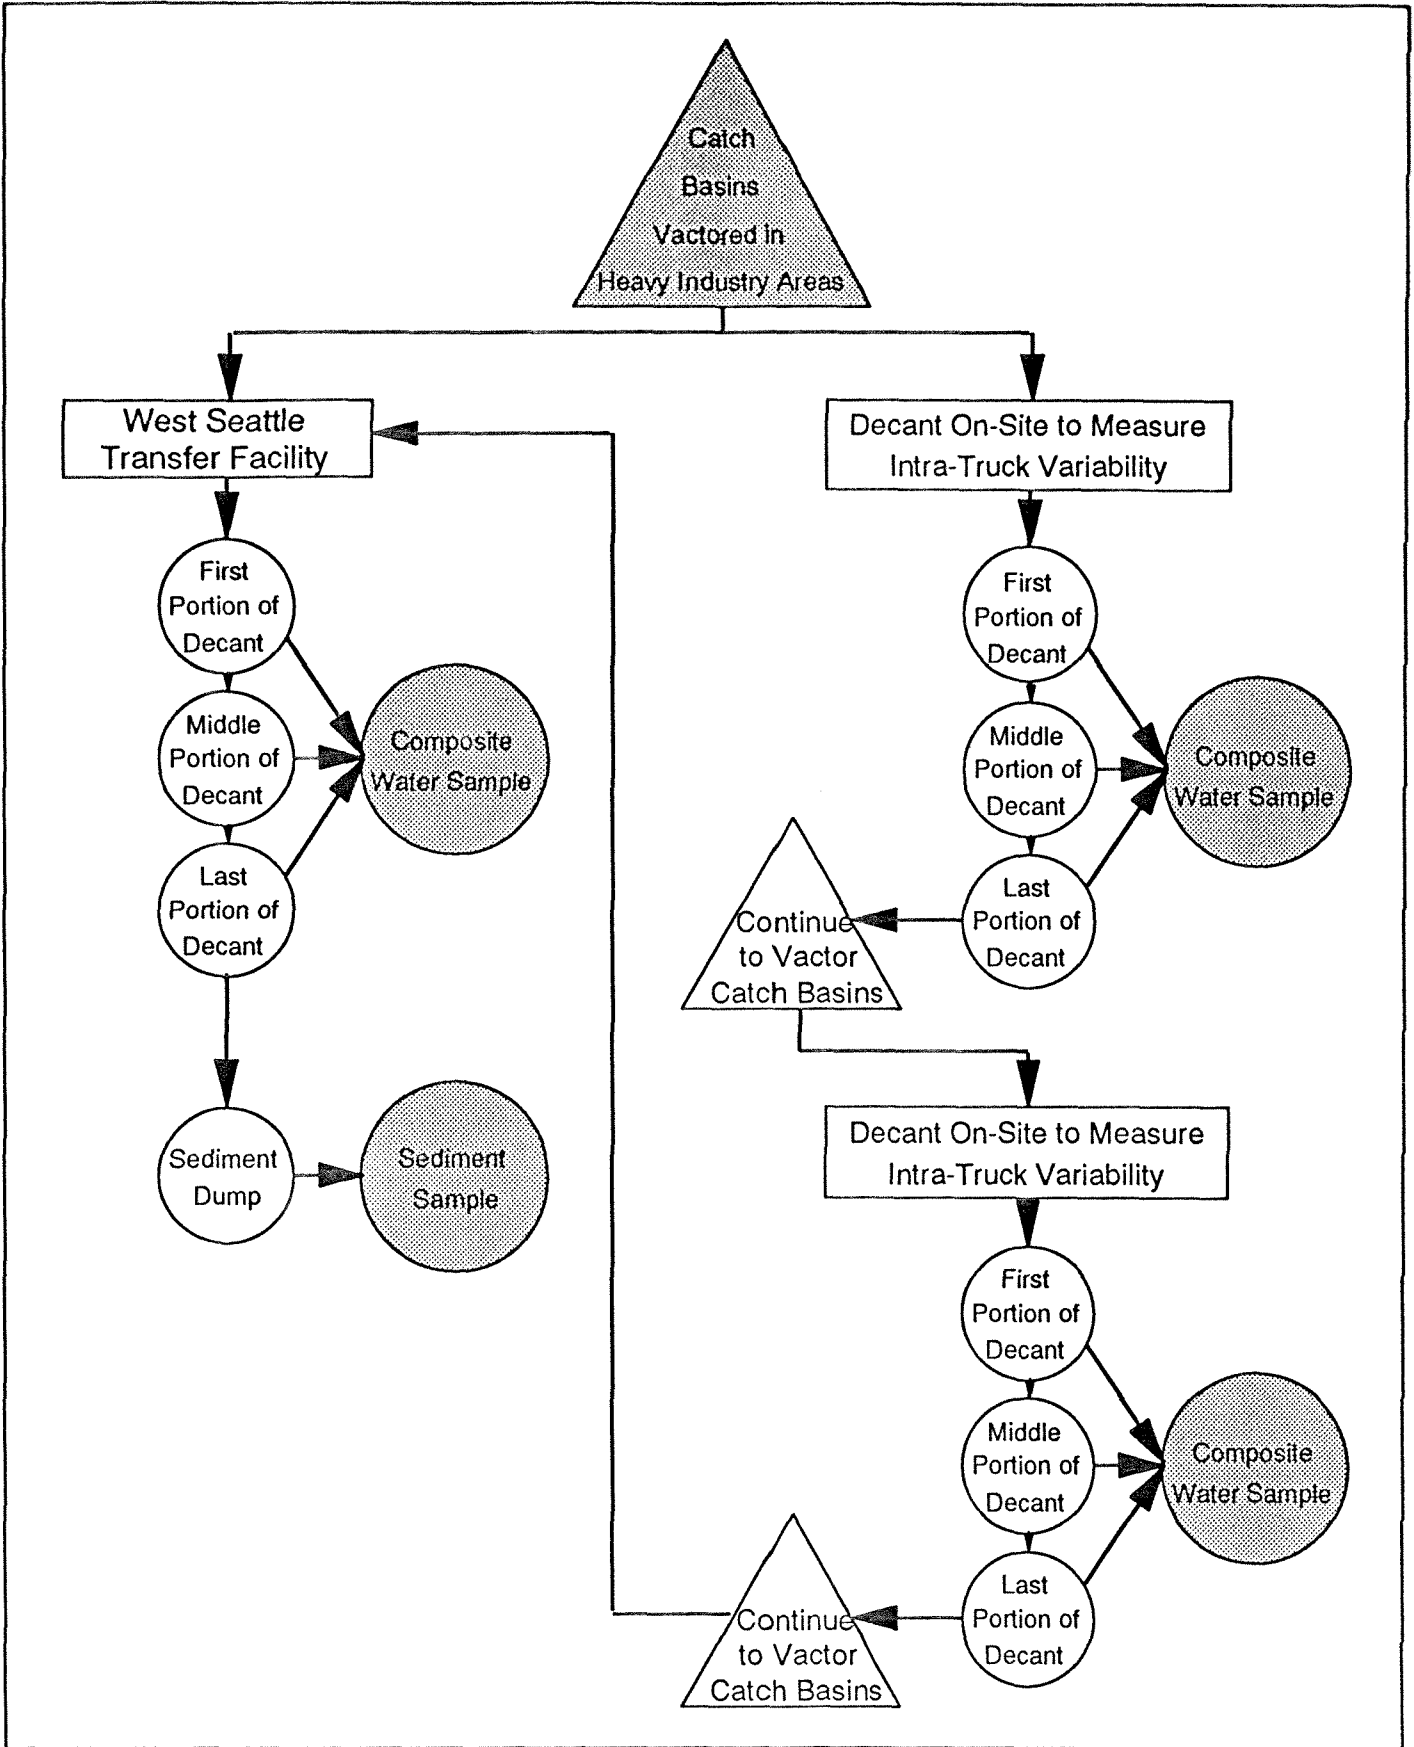 Catch
Basins
Vactored in
Heavy Industry Areas
West Seattle
Transfer Facility
First
Portion of
Decant
Middle
Portion of
Decant
Last
Portion of
Decant
Composite
Water Sample
Sediment
Dump
Sediment
Sample
Decant On-Site to Measure
Intra-Truck Variability
First
Portion of
Decant
Middle
Portion of
Decant
Last
Portion of
Decant
Composite
Water Sample
Continue
to Vactor
Catch Basins
Decant On-Site to Measure
Intra-Truck Variability
First
Portion of
Decant
Middle
Portion of
Decant
Last
Portion of
Decant
Composite
Water Sample
Continue
to Vactor
Catch Basins